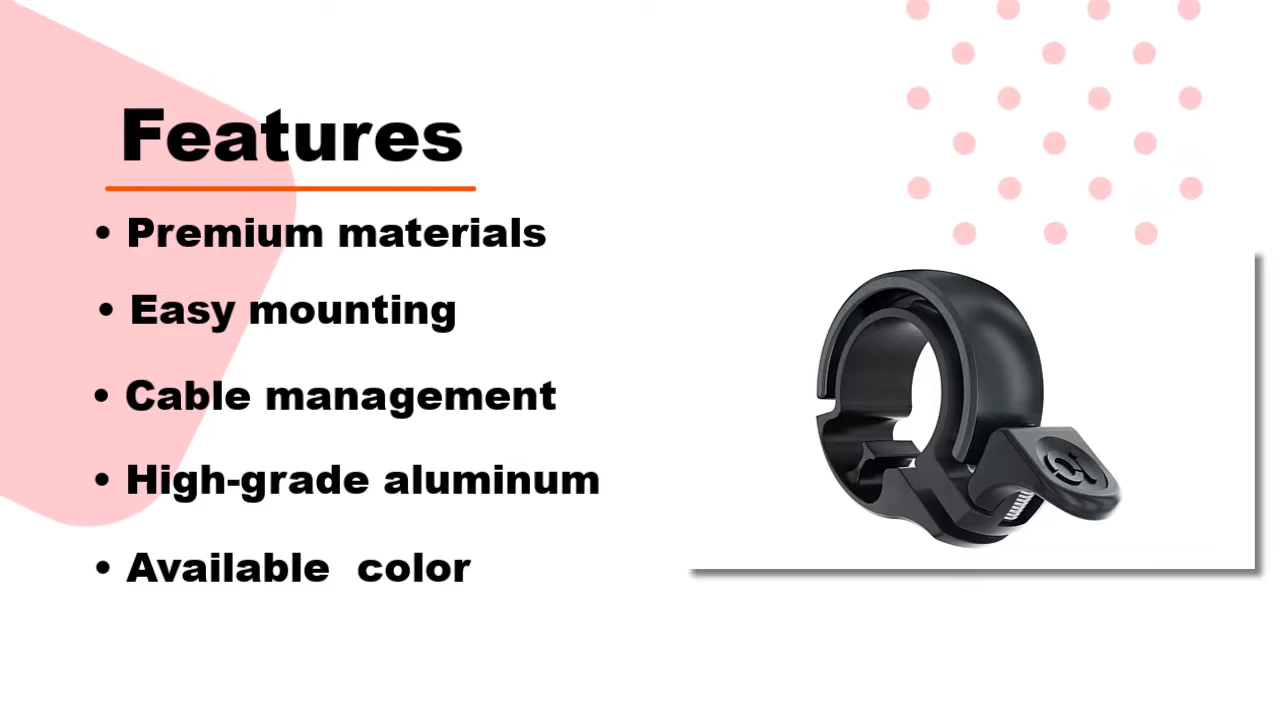 Features
• Premium materials
• Easy mounting
• Cable management
• High-grade aluminum
• Available  color